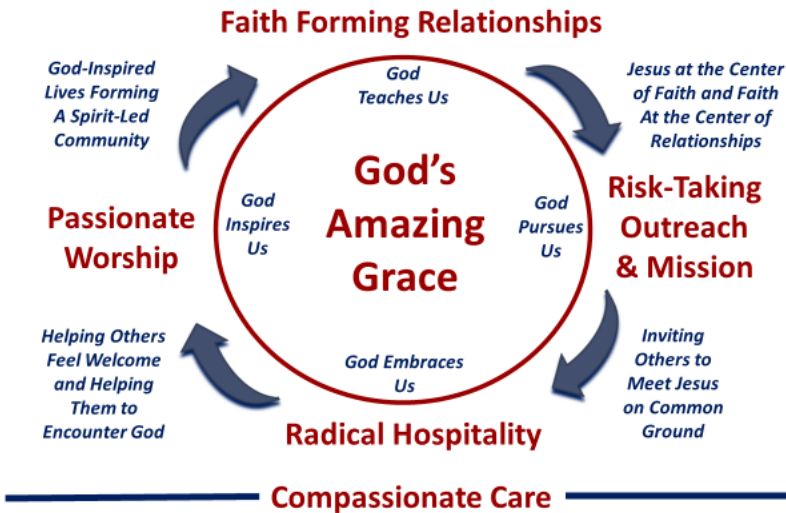 Faith Forming Relationships
God-Inspired
Lives Forming
A Spirit-Led
Community
God
Teaches Us
Jesus at the Center
of Faith and Faith
At the Center of
Relationships
Passionate
Worship
God
Inspires
Us
God's
Amazing
Grace
God
Pursues
Us
Risk-Taking
Outreach
& Mission
Helping Others
Feel Welcome
and Helping
Them to
Encounter God
God Embraces
Us
Inviting
Others to
Meet Jesus
on Common
Ground
Radical Hospitality
Compassionate Care